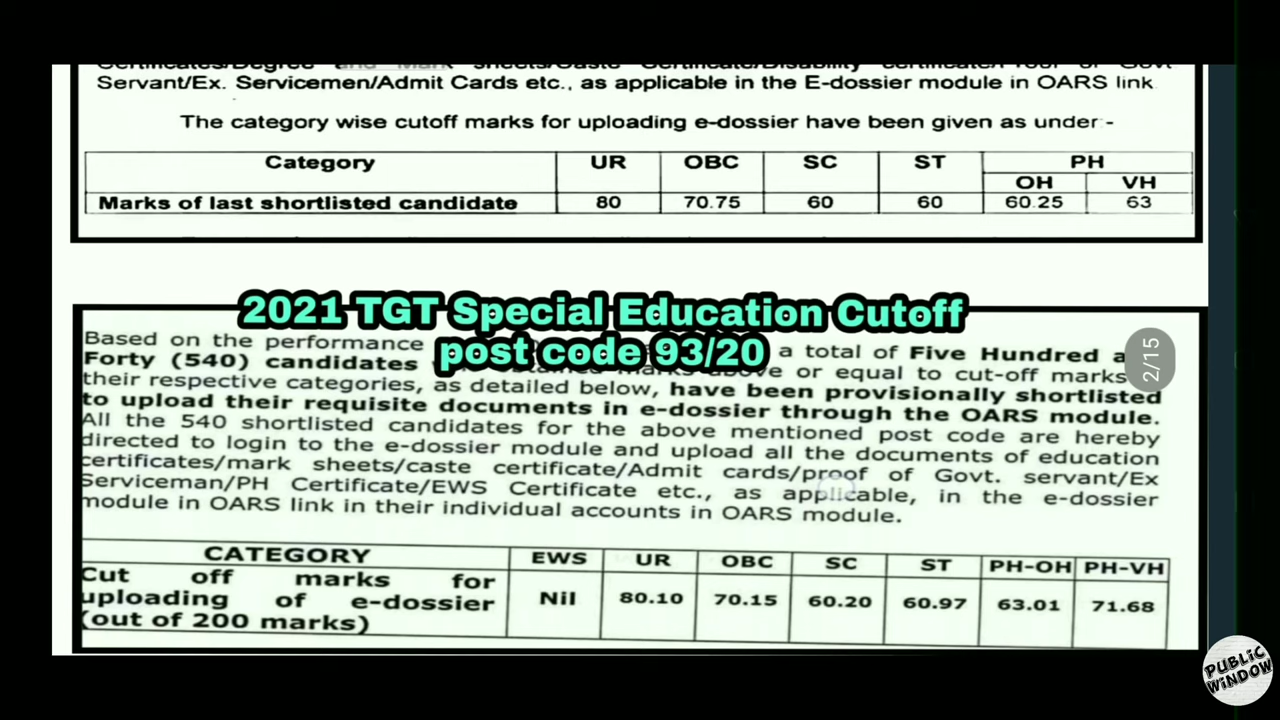 Servant/Ex. Servicemen/Admit Cards etc., as applicable in the E-dossier module in OARS link
The category wise cutoff marks for uploading e-dossier have been given as under:-
Category UR OBC SC ST PH
OH VH
Marks of last shortlisted candidate 80 70.75 60 60 60.25 63
2021 TGT Special Education Cutoff
post code 93/20
Based on the performance a total of Five Hundred
Forty (540) candidates or equal to cut-off marks
their respective categories, as detailed below, have been provisionally shortlisted
to upload their requisite documents in e-dossier through the OARS module.
All the 540 shortlisted candidates for the above mentioned post code are hereby
directed to login to the e-dossier module and upload all the documents of education
certificates/mark sheets/caste certificate/Admit cards/proof of Govt. servant/Ex
Serviceman/PH Certificate/EWS Certificate etc., as applicable, in the e-dossier
module in OARS link in their individual accounts in OARS module.
2/15
CATEGORY EWS UR OBC SC ST PH-OH PH-VH
Cut off marks for
uploading of e-dossier Nil 80.10 70.15 60.20 60.97 63.01 71.68
(out of 200 marks)
PUBLIC
WINDOW